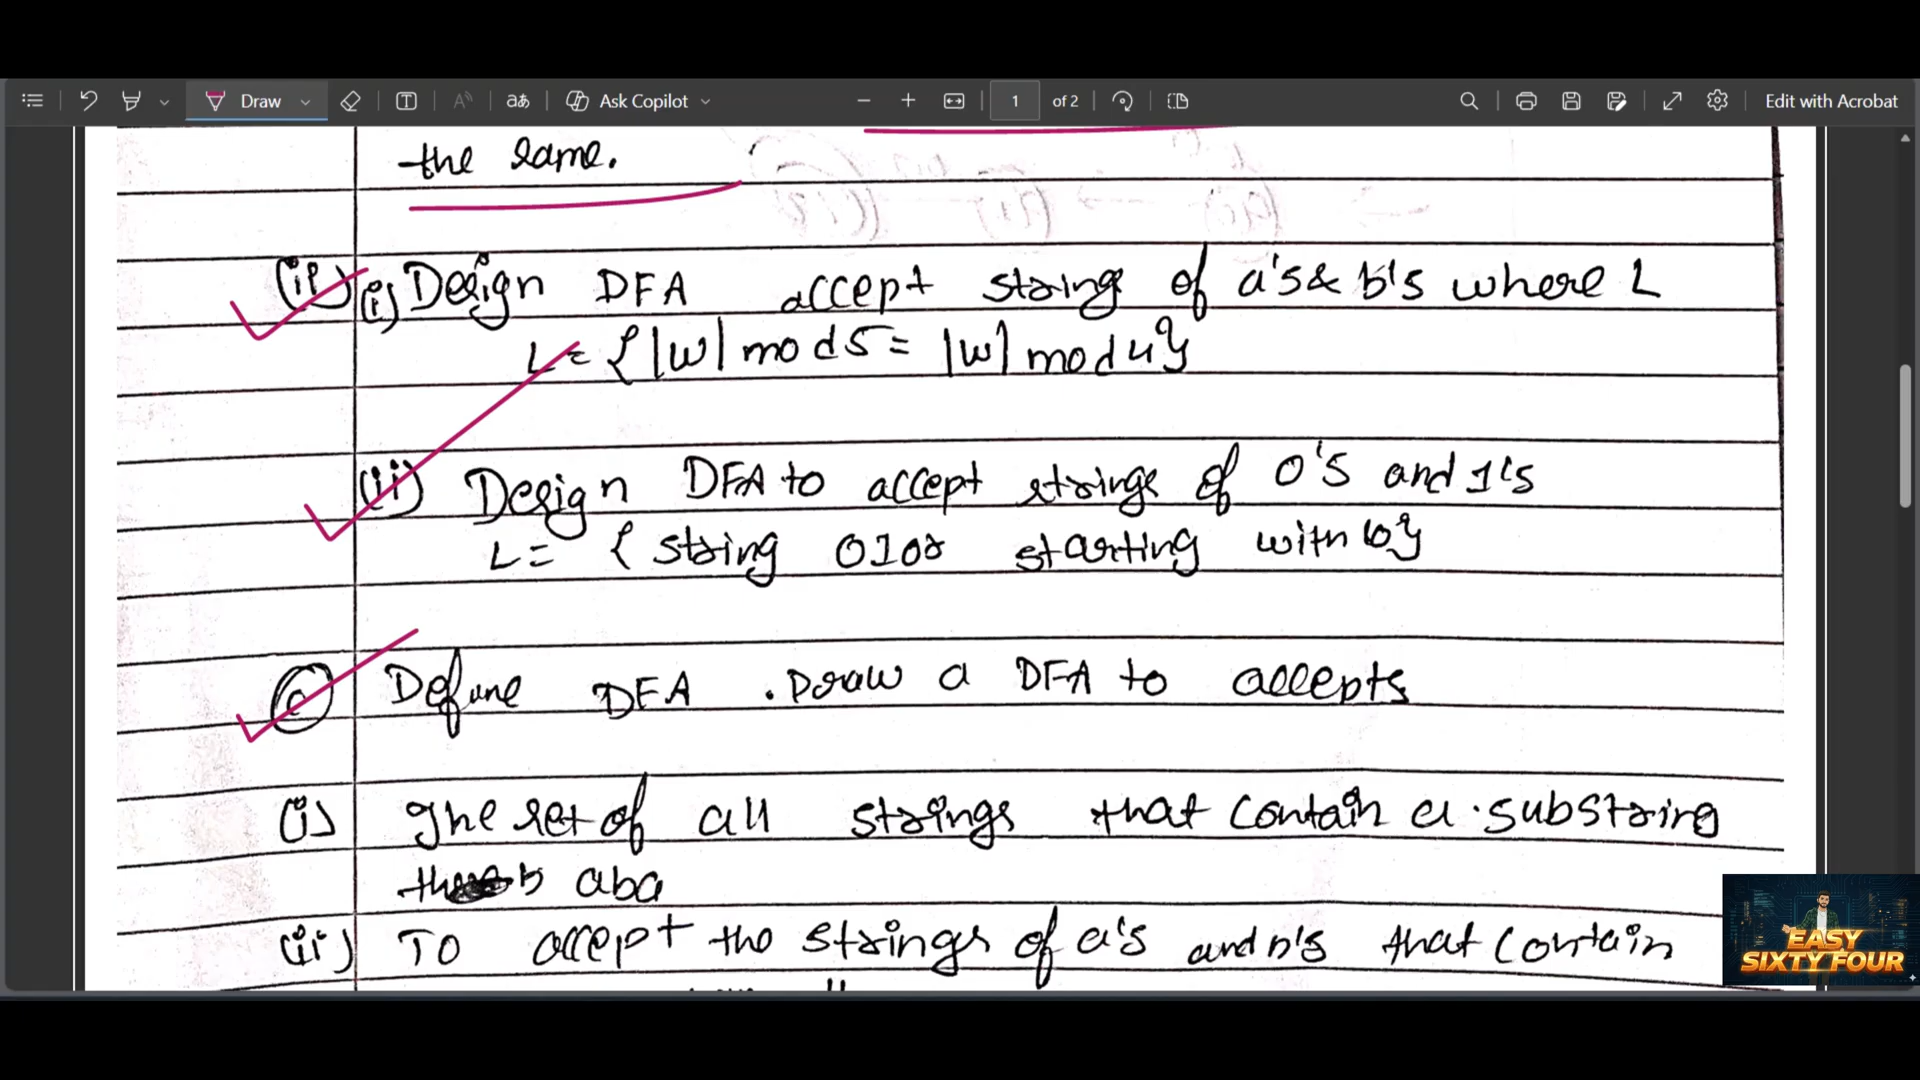 Draw
aあ
Ask Copilot
1 of 2
Edit with Acrobat
the same.
(ii) (i) Design DFA accept string of a's & b's where L
L = {|w| mod 5 = |w| mod 4}
(ii) Design DFA to accept strings of 0's and 1's
L = { string 010r starting with 10}
(c) Define DFA . Draw a DFA to accepts
(i) The set of all strings that contain a substring
aba
(ii) To accept the strings of a's and b's that contain
EASY
SIXTY FOUR